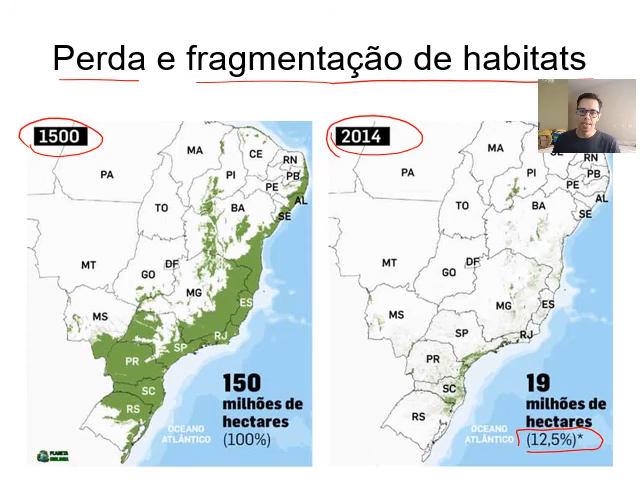 Perda e fragmentação de habitats
1500
MA
CE
RN
PA
PI
PB
PE
AL
TO
SE
BA
MT
DF
GO
MG
ES
MS
SP
RJ
PR
SC
RS
150
milhões de
hectares
(100%)
OCEANO
ATLÂNTICO
2014
MA
CE
RN
PA
PI
PB
PE
AL
TO
BA
SE
MT
DF
GO
MG
ES
MS
SP
RJ
PR
SC
RS
19
milhões de
hectares
(12,5%)*
OCEANO
ATLÂNTICO